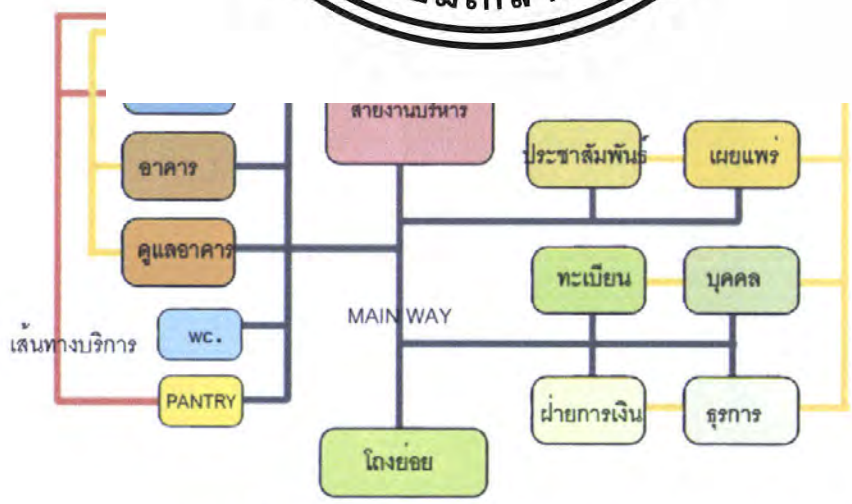 สายงานบริหาร
ประชาสัมพันธ์
เผยแพร่
อาคาร
ดูแลอาคาร
ทะเบียน
บุคคล
MAIN WAY
wc.
เส้นทางบริการ
PANTRY
ฝ่ายการเงิน
ธุรการ
โถงย่อย